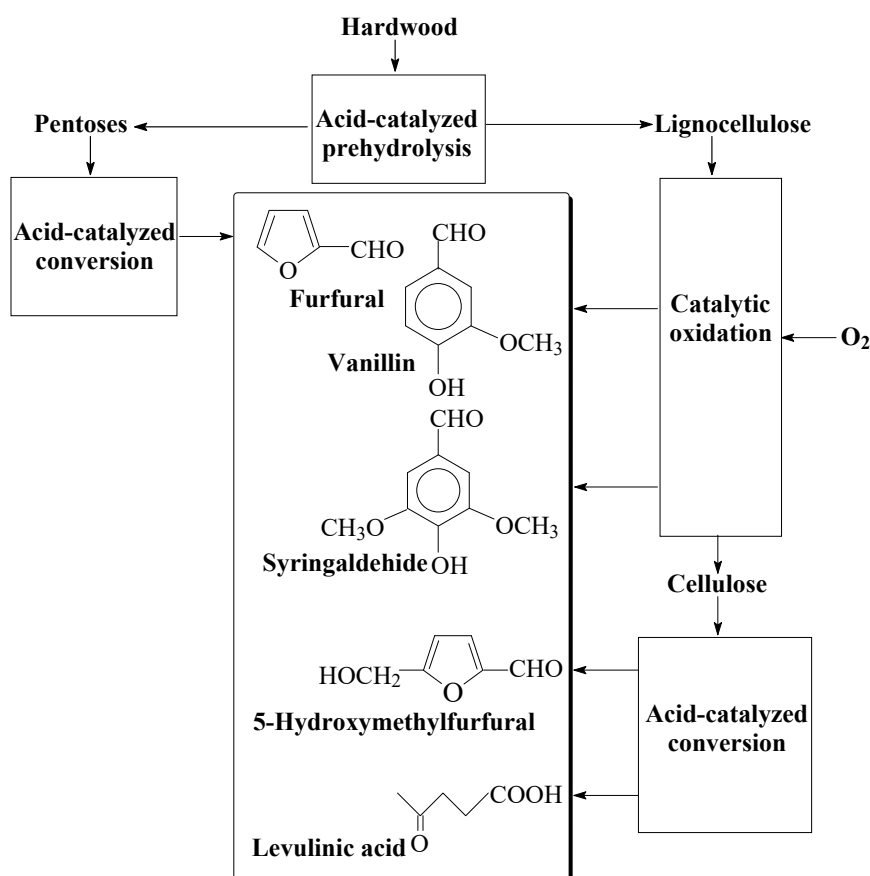 Hardwood
Pentoses
Acid-catalyzed
prehydrolysis
Lignocellulose
Acid-catalyzed
conversion
CHO
O
Furfural
CHO
OCH3
Vanillin
OH
Catalytic
oxidation
O2
CHO
CH3O
OCH3
Syringaldehide
OH
Cellulose
HOCH2
O
CHO
5-Hydroxymethylfurfural
Acid-catalyzed
conversion
COOH
O
Levulinic acid